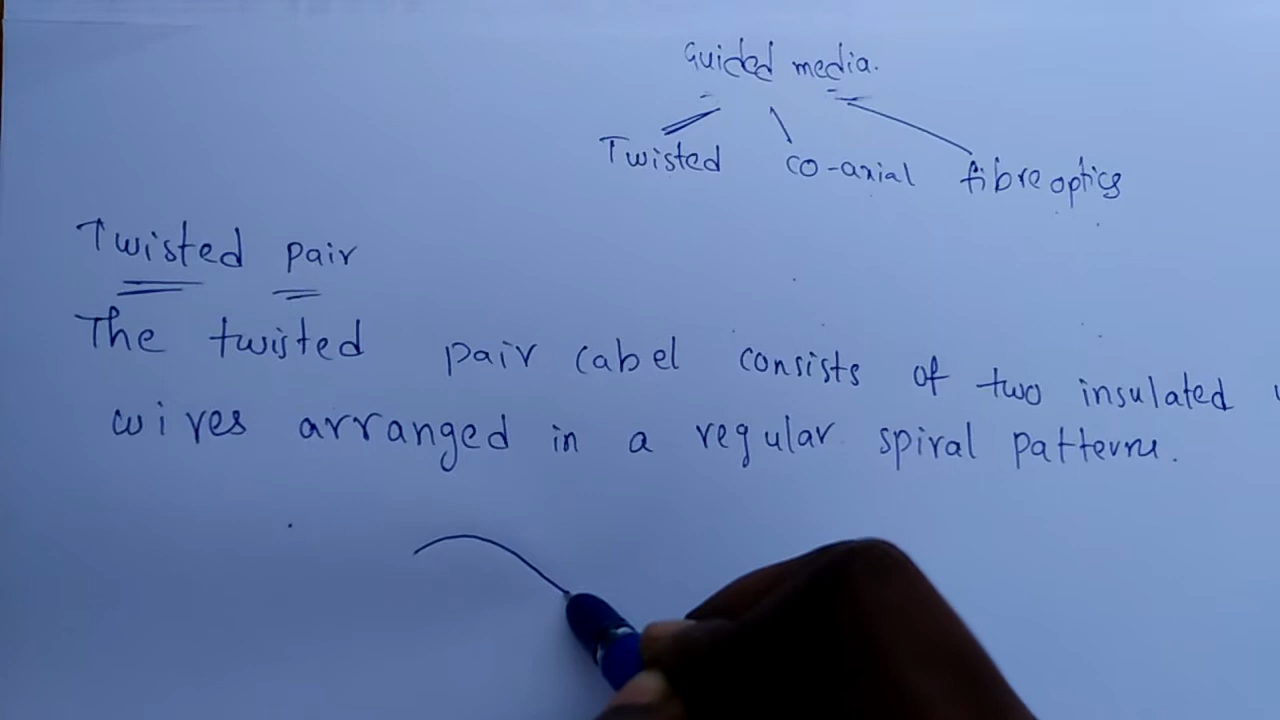 Guided media.
Twisted co-axial fibre optics
Twisted pair
The twisted pair cabel consists of two insulated
wires arranged in a regular spiral pattern.